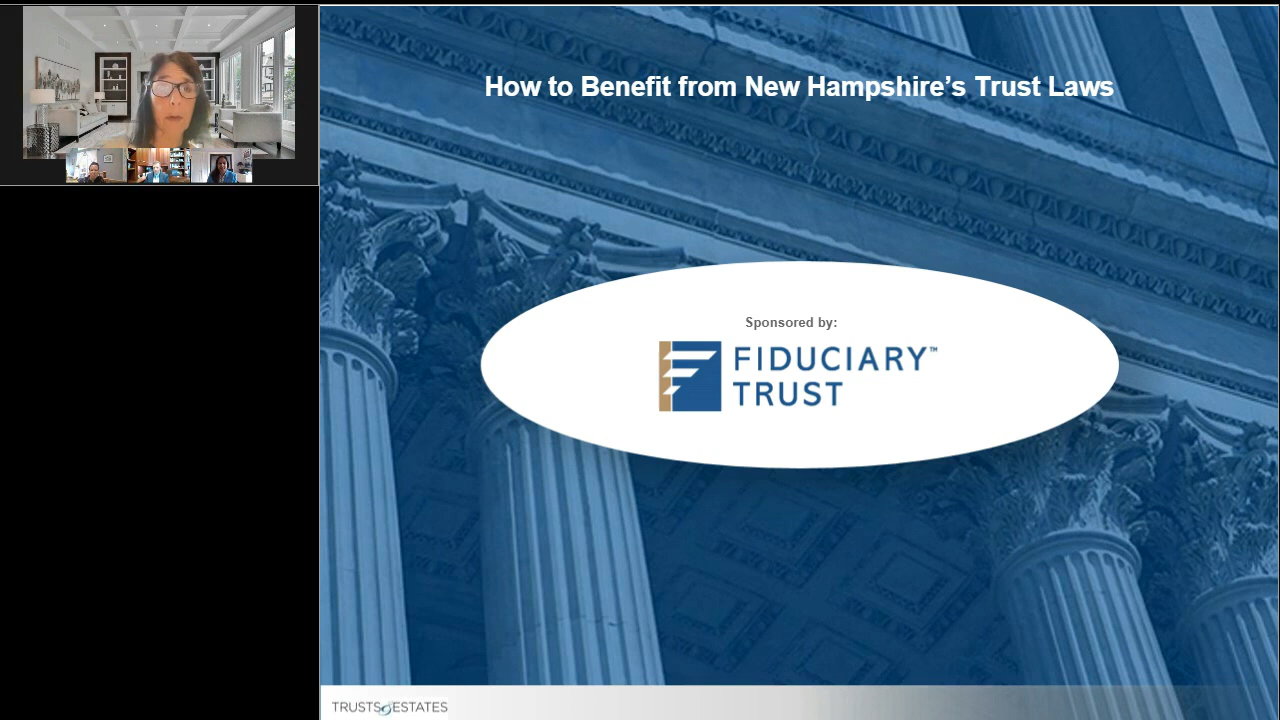 How to Benefit from New Hampshire's Trust Laws
Sponsored by:
FIDUCIARY™
TRUST
TRUSTS & ESTATES